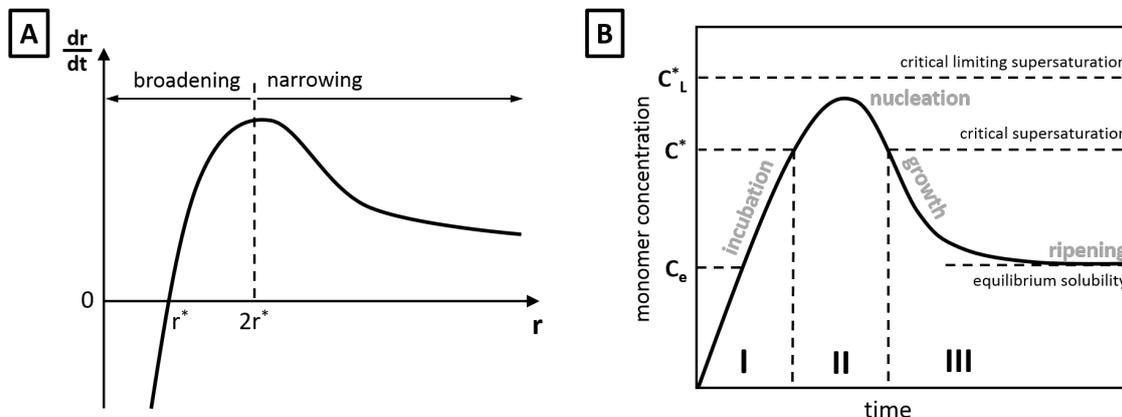 A
dr
dt
broadening
narrowing
0
r*
2r*
r
B
monomer concentration
C*L
critical limiting supersaturation
nucleation
C*
critical supersaturation
incubation
growth
Ce
ripening
equilibrium solubility
I
II
III
time